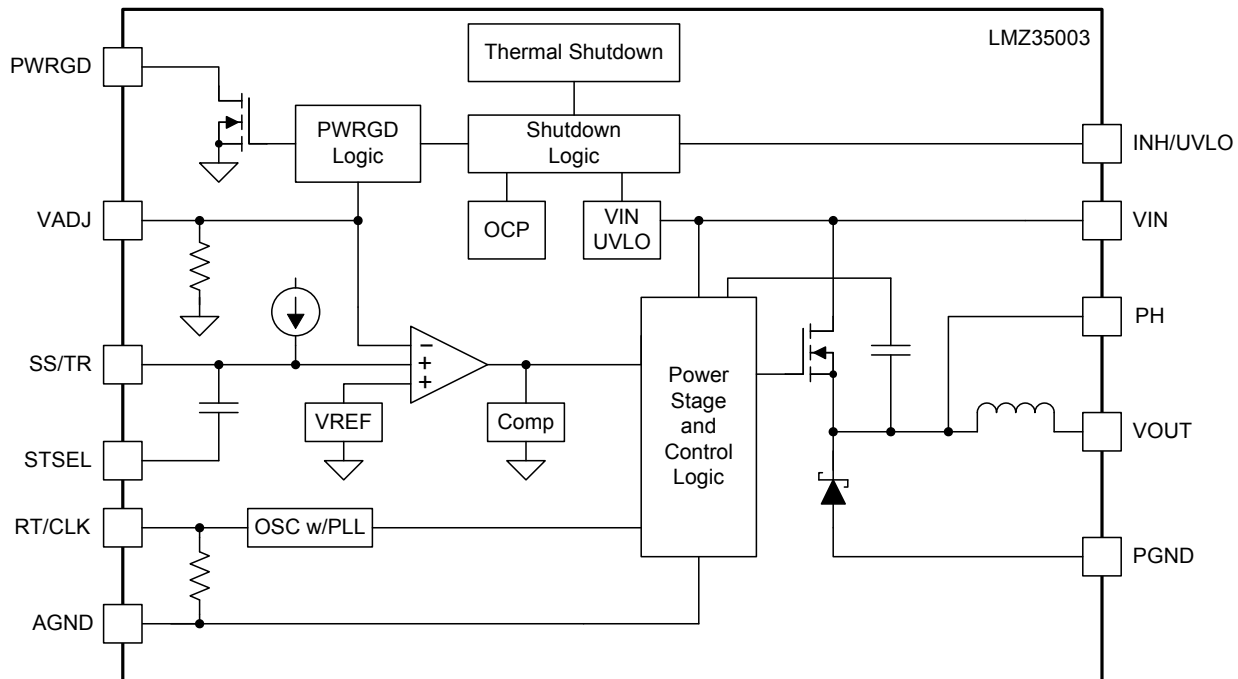 LMZ35003
Thermal Shutdown
PWRGD
PWRGD
Logic
Shutdown
Logic
INH/UVLO
VADJ
OCP
VIN
UVLO
VIN
PH
SS/TR
−
+
+
VREF
Comp
Power
Stage
and
Control
Logic
VOUT
STSEL
RT/CLK
OSC w/PLL
PGND
AGND